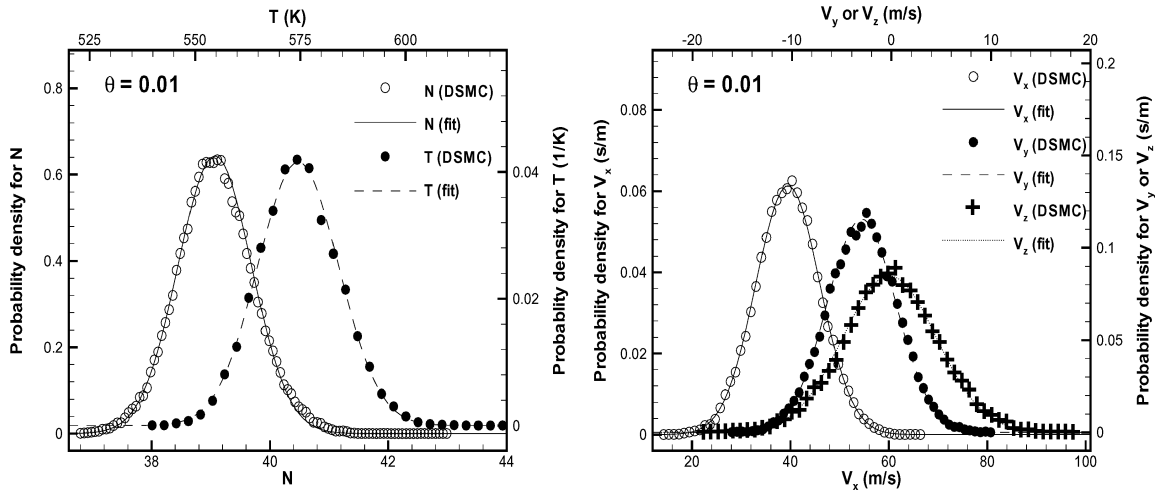 T (K)
525 550 575 600
θ = 0.01
N (DSMC)
N (fit)
T (DSMC)
T (fit)
0.8
0.6
0.4
0.2
0
Probability density for N
0.04
0.02
0
Probablity density for T (1/K)
38 40 42 44
N
V_y or V_z (m/s)
-20 -10 0 10 20
θ = 0.01
V_x (DSMC)
V_x (fit)
V_y (DSMC)
V_y (fit)
V_z (DSMC)
V_z (fit)
0.08
0.06
0.04
0.02
0
Probability density for V_x (s/m)
0.2
0.15
0.1
0.05
0
Probability density for V_y or V_z (s/m)
20 40 60 80 100
V_x (m/s)